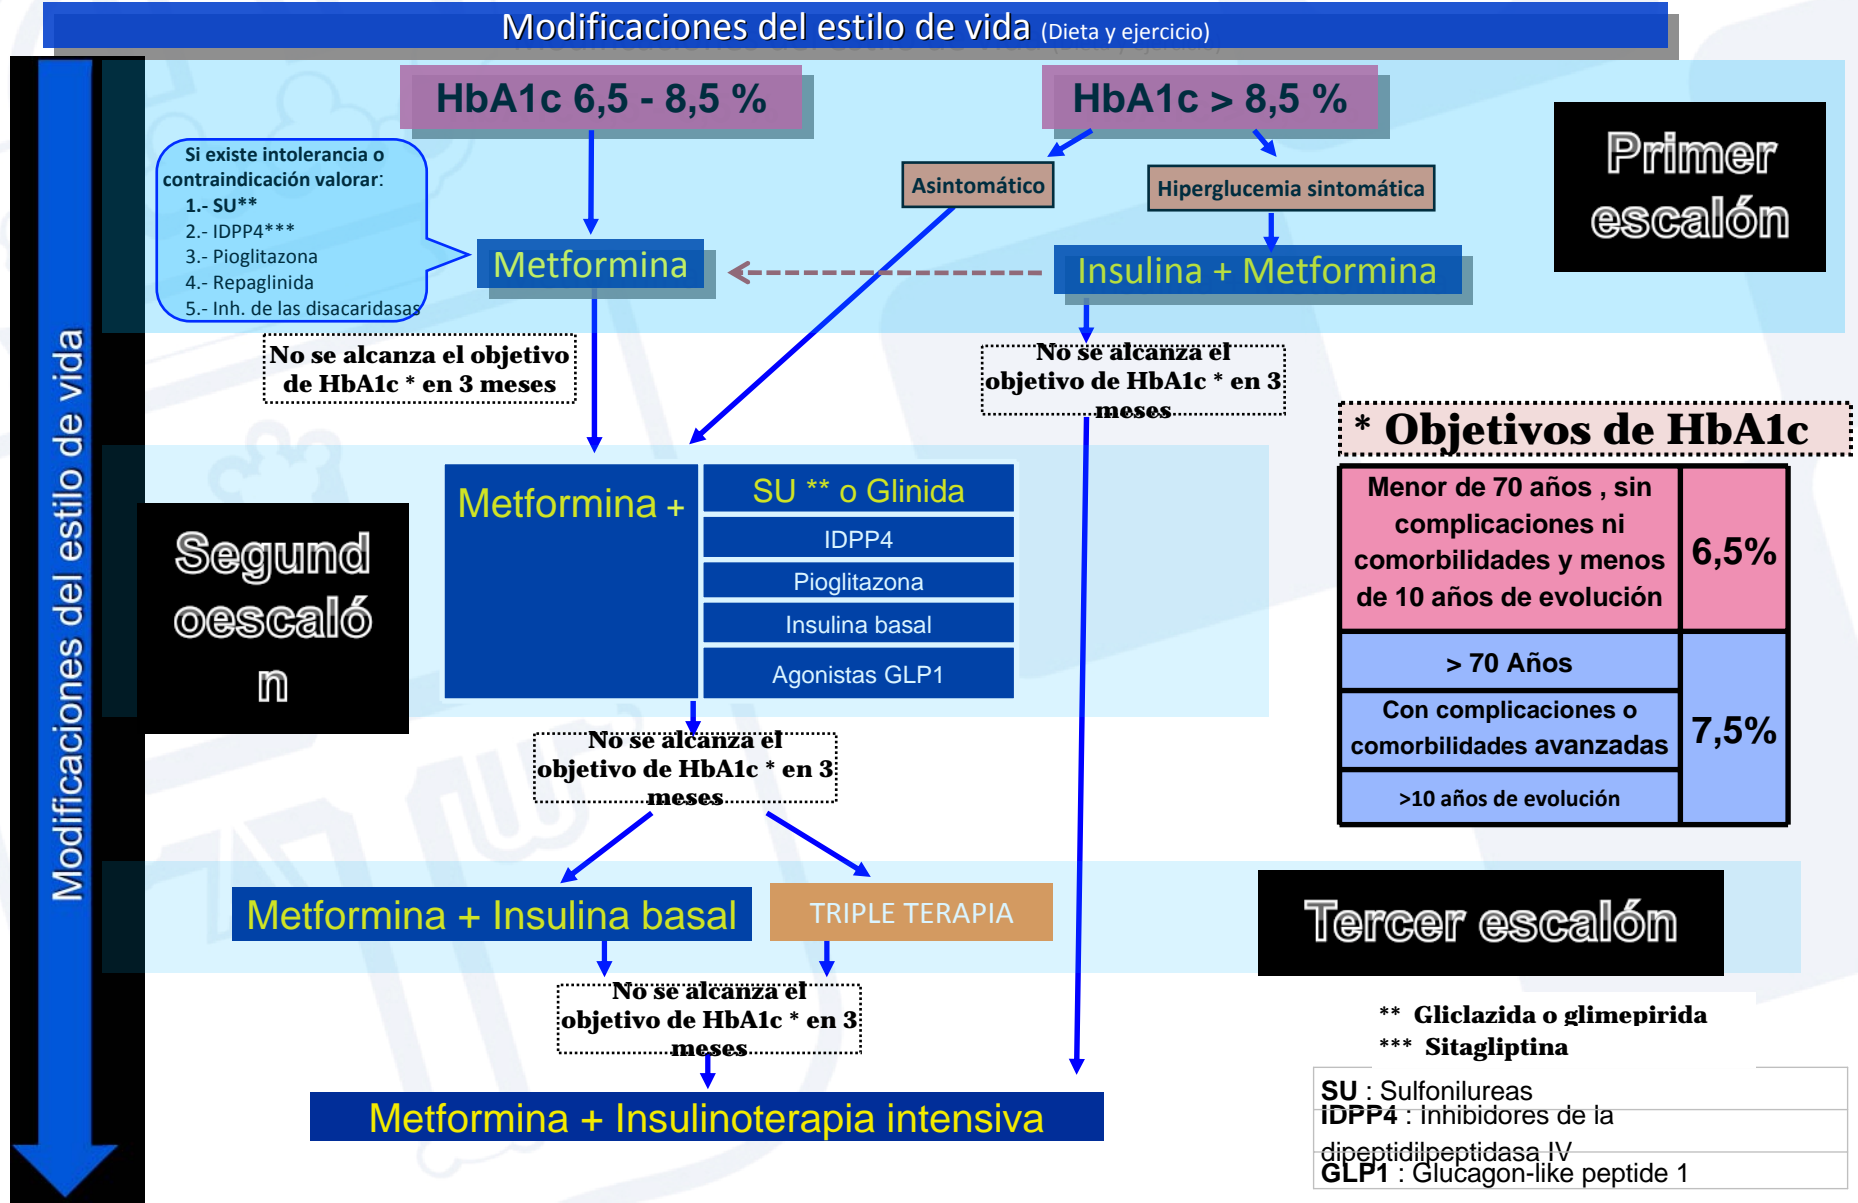 Modificaciones del estilo de vida (Dieta y ejercicio)
HbA1c 6,5 - 8,5 %
HbA1c > 8,5 %
Primer
escalón
Si existe intolerancia o
contraindicación valorar:
1.- SU**
2.- IDPP4***
3.- Pioglitazona
4.- Repaglinida
5.- Inh. de las disacaridasas
Asintomático
Hiperglucemia sintomática
Metformina
Insulina + Metformina
Modificaciones del estilo de vida
No se alcanza el objetivo
de HbA1c * en 3 meses
No se alcanza el
objetivo de HbA1c * en 3
meses
* Objetivos de HbA1c
Menor de 70 años , sin
complicaciones ni
comorbilidades y menos
de 10 años de evolución
6,5%
> 70 Años
Con complicaciones o
comorbilidades avanzadas
>10 años de evolución
7,5%
Segund
oescaló
n
Metformina +
SU ** o Glinida
IDPP4
Pioglitazona
Insulina basal
Agonistas GLP1
No se alcanza el
objetivo de HbA1c * en 3
meses
Metformina + Insulina basal
TRIPLE TERAPIA
Tercer escalón
No se alcanza el
objetivo de HbA1c * en 3
meses
Metformina + Insulinoterapia intensiva
** Gliclazida o glimepirida
*** Sitagliptina
SU : Sulfonilureas
IDPP4 : Inhibidores de la
dipeptidilpeptidasa IV
GLP1 : Glucagon-like peptide 1